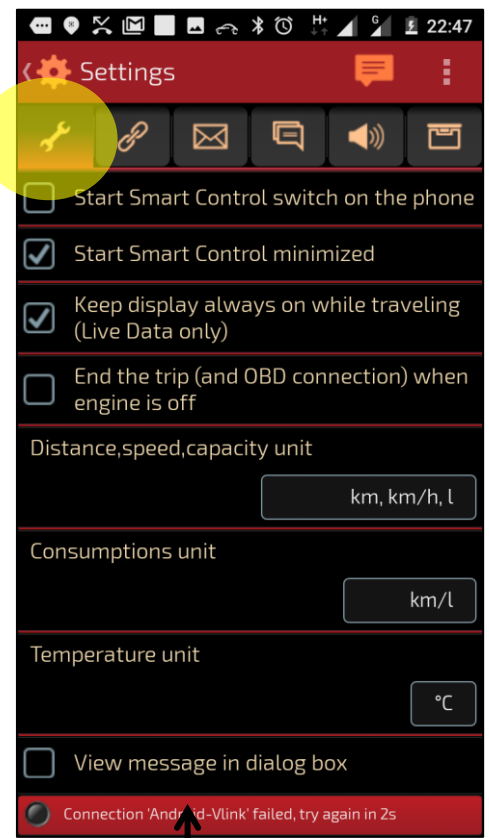 H+
G
22:47
Settings
Start Smart Control switch on the phone
Start Smart Control minimized
Keep display always on while traveling
(Live Data only)
End the trip (and OBD connection) when
engine is off
Distance,speed,capacity unit
km, km/h, l
Consumptions unit
km/l
Temperature unit
°C
View message in dialog box
Connection 'Android-Vlink' failed, try again in 2s